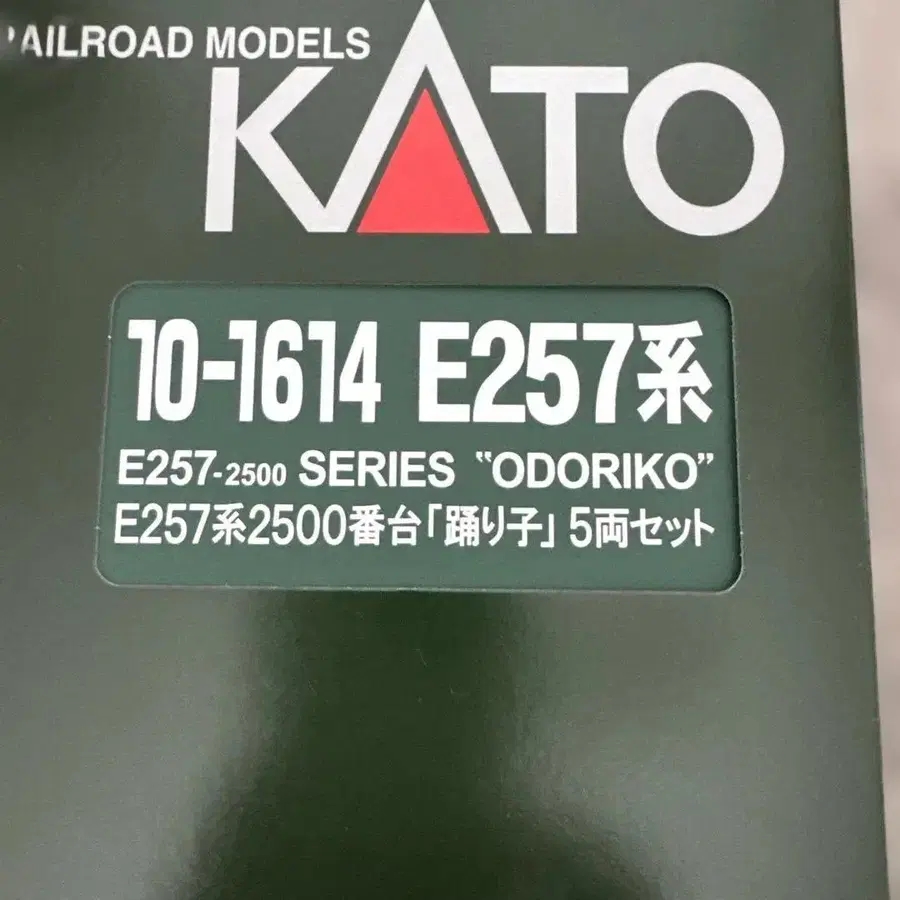 RAILROAD MODELS
KATO
10-1614 E257系
E257-2500 SERIES “ODORIKO”
E257系2500番台「踊り子」5両セット